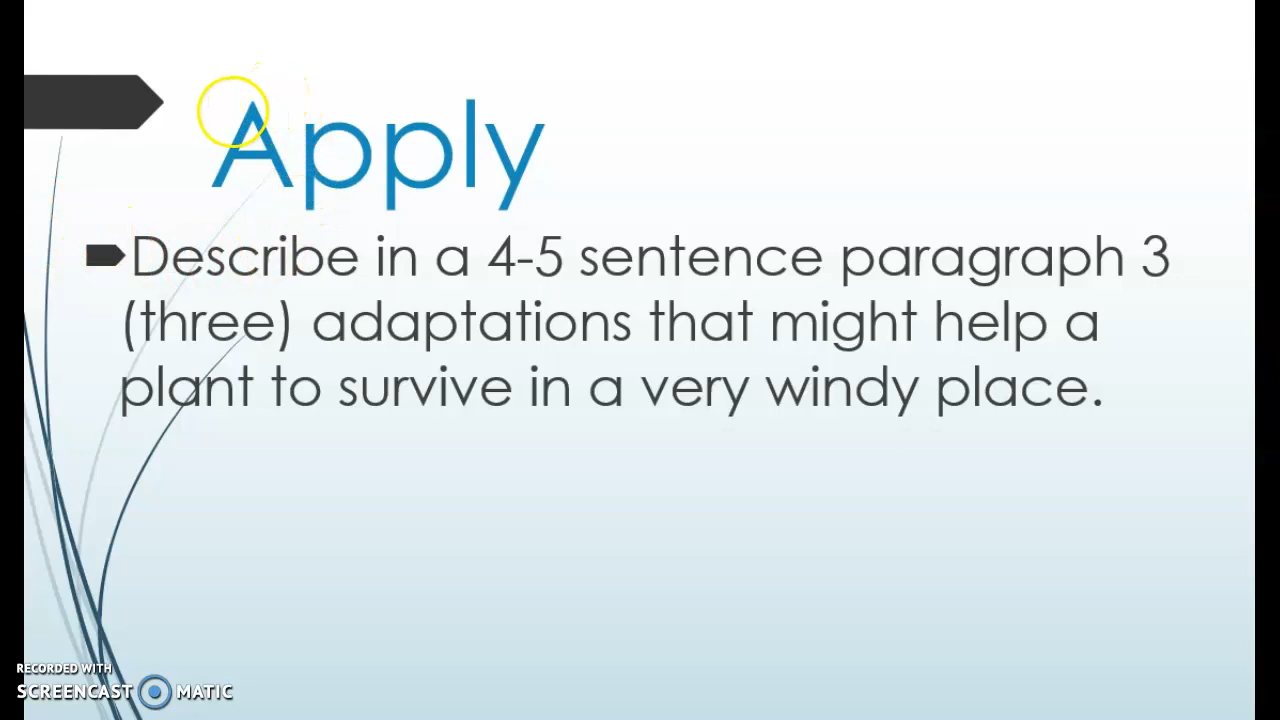 Apply
Describe in a 4-5 sentence paragraph 3
(three) adaptations that might help a
plant to survive in a very windy place.
RECORDED WITH
SCREENCAST MATIC